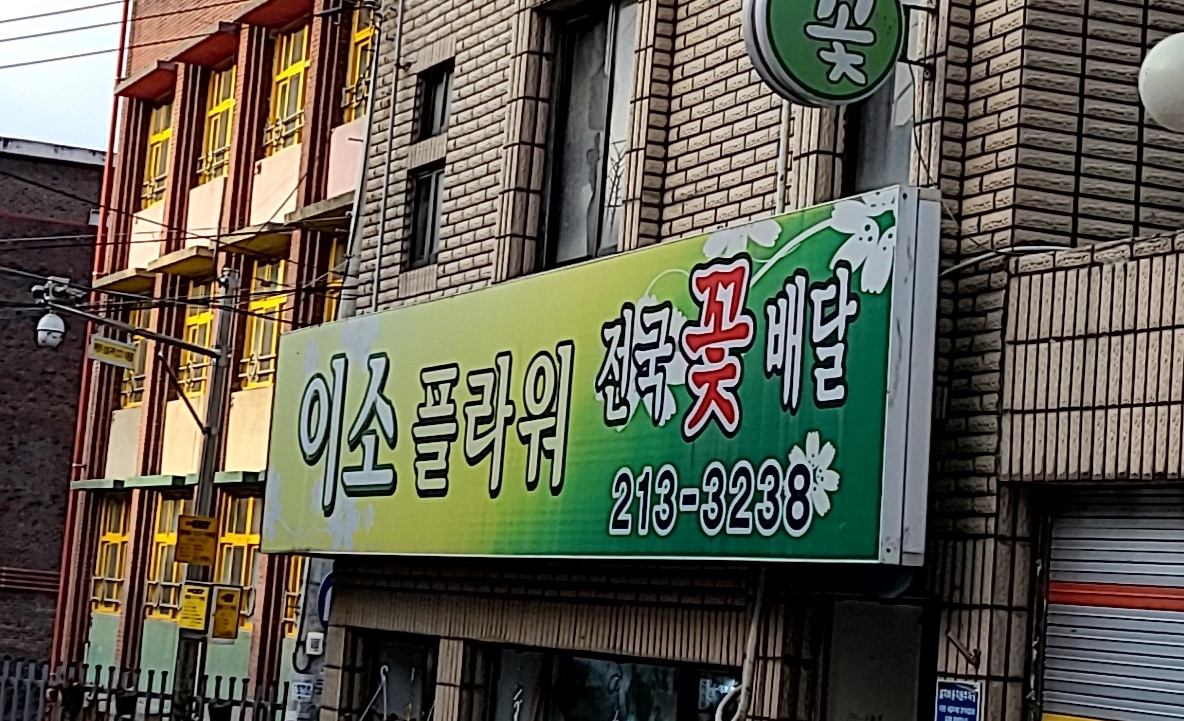 꽃
이소 플라워 전국 꽃 배달
213-3238